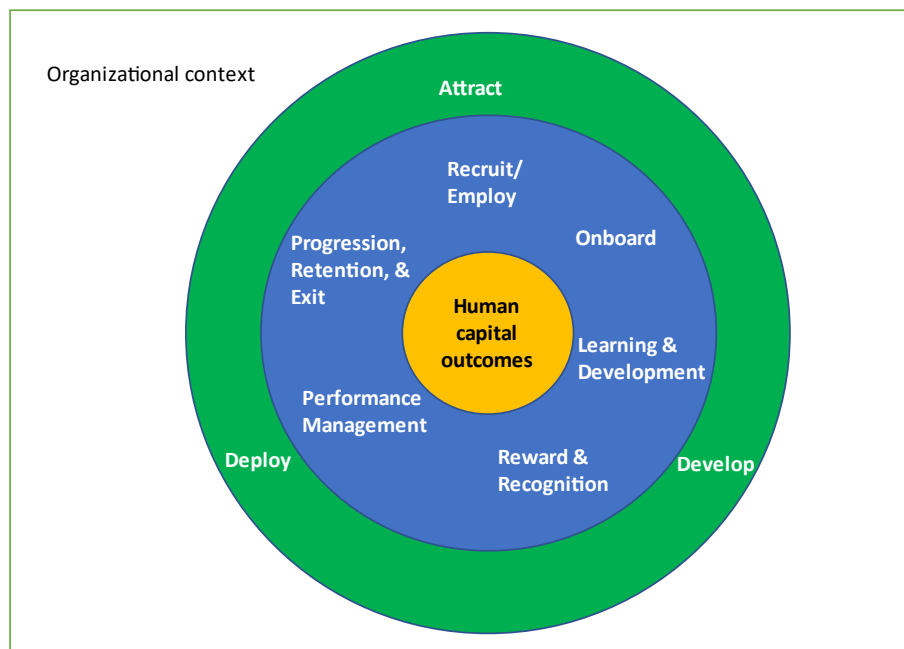 Organizational context
Attract
Recruit/
Employ
Onboard
Progression,
Retention, &
Exit
Human
capital
outcomes
Learning &
Development
Performance
Management
Deploy
Reward &
Recognition
Develop